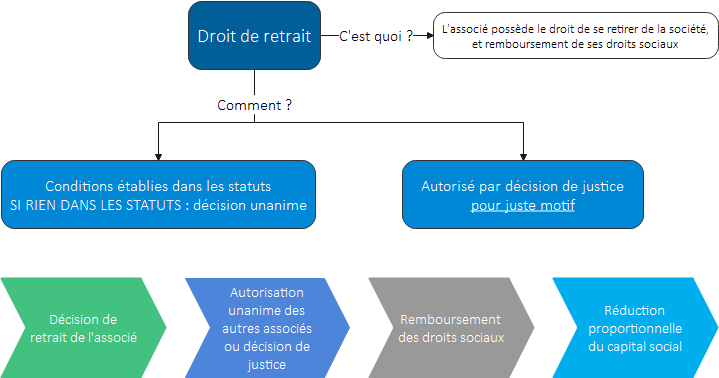 Droit de retrait
C'est quoi ?
L'associé possède le droit de se retirer de la société,
et remboursement de ses droits sociaux
Comment ?
Conditions établies dans les statuts
SI RIEN DANS LES STATUTS : décision unanime
Autorisé par décision de justice
pour juste motif
Décision de
retrait de l'associé
Autorisation
unanime des
autres associés
ou décision de
justice
Remboursement
des droits sociaux
Réduction
proportionnelle
du capital social